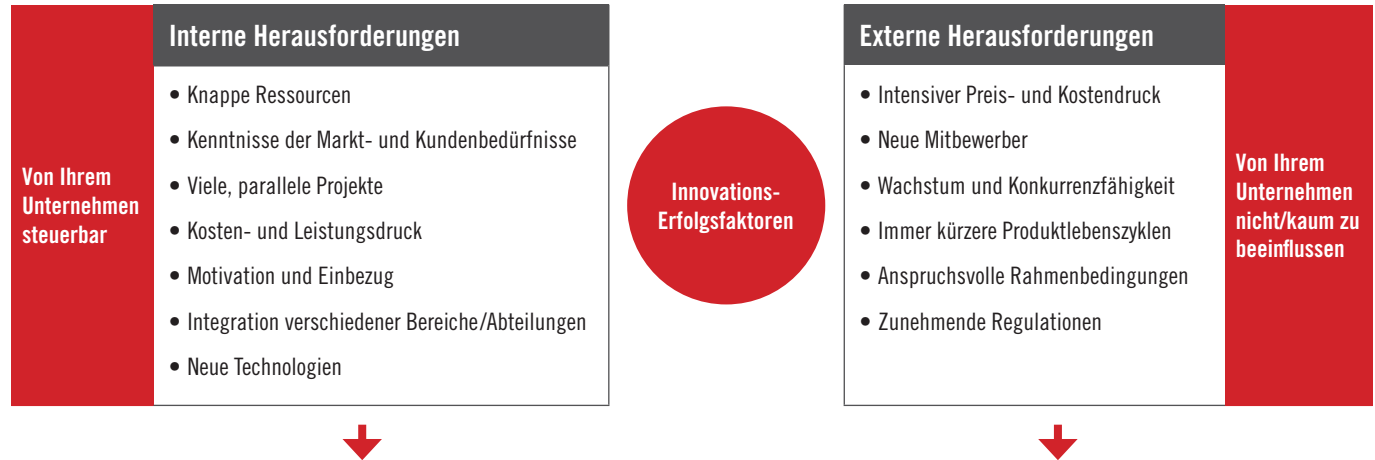 Von Ihrem
Unternehmen
steuerbar
Interne Herausforderungen
• Knappe Ressourcen
• Kenntnisse der Markt- und Kundenbedürfnisse
• Viele, parallele Projekte
• Kosten- und Leistungsdruck
• Motivation und Einbezug
• Integration verschiedener Bereiche/Abteilungen
• Neue Technologien
Innovations-
Erfolgsfaktoren
Externe Herausforderungen
• Intensiver Preis- und Kostendruck
• Neue Mitbewerber
• Wachstum und Konkurrenzfähigkeit
• Immer kürzere Produktlebenszyklen
• Anspruchsvolle Rahmenbedingungen
• Zunehmende Regulationen
Von Ihrem
Unternehmen
nicht/kaum zu
beeinflussen